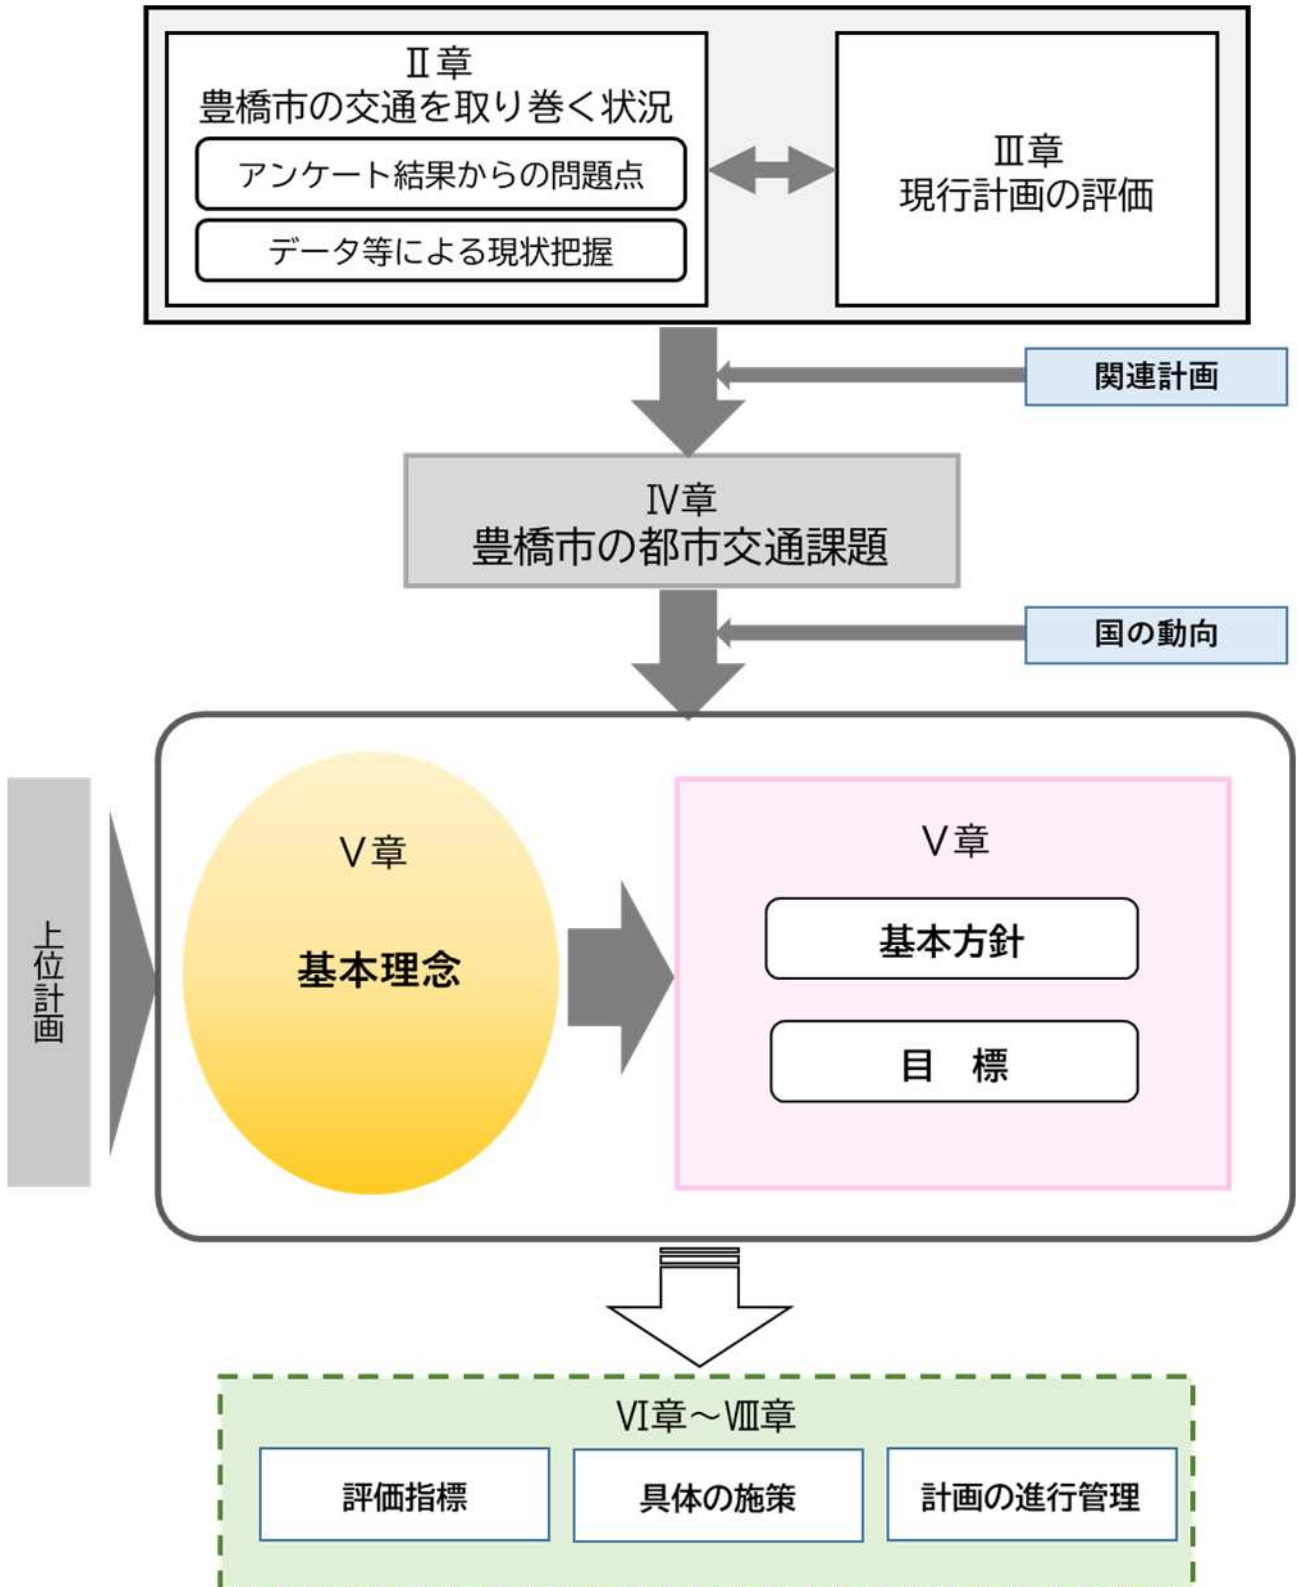 Ⅱ章
豊橋市の交通を取り巻く状況
アンケート結果からの問題点
データ等による現状把握
Ⅲ章
現行計画の評価
関連計画
Ⅳ章
豊橋市の都市交通課題
国の動向
上位計画
Ⅴ章
基本理念
Ⅴ章
基本方針
目　標
Ⅵ章～Ⅷ章
評価指標
具体の施策
計画の進行管理